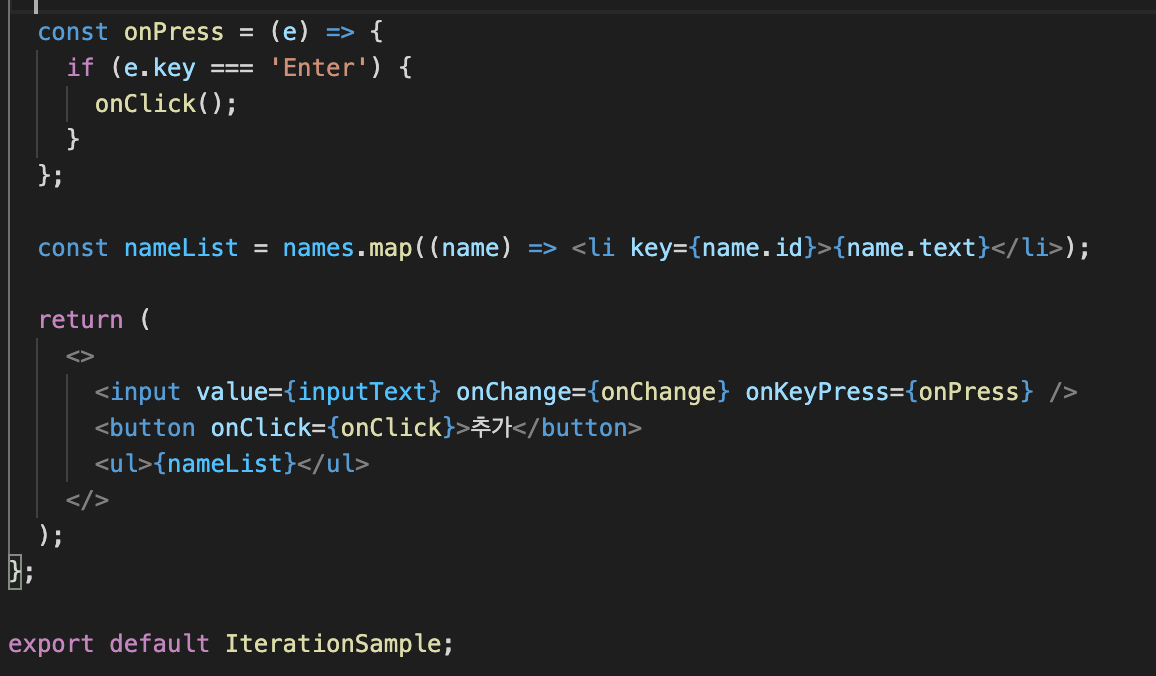 const onPress = (e) => {
if (e.key === 'Enter') {
onClick();
}
};
const nameList = names.map((name) => <li key={name.id}>{name.text}</li>);
return (
<>
<input value={inputText} onChange={onChange} onKeyPress={onPress} />
<button onClick={onClick}>추가</button>
<ul>{nameList}</ul>
</>
);
};
export default IterationSample;